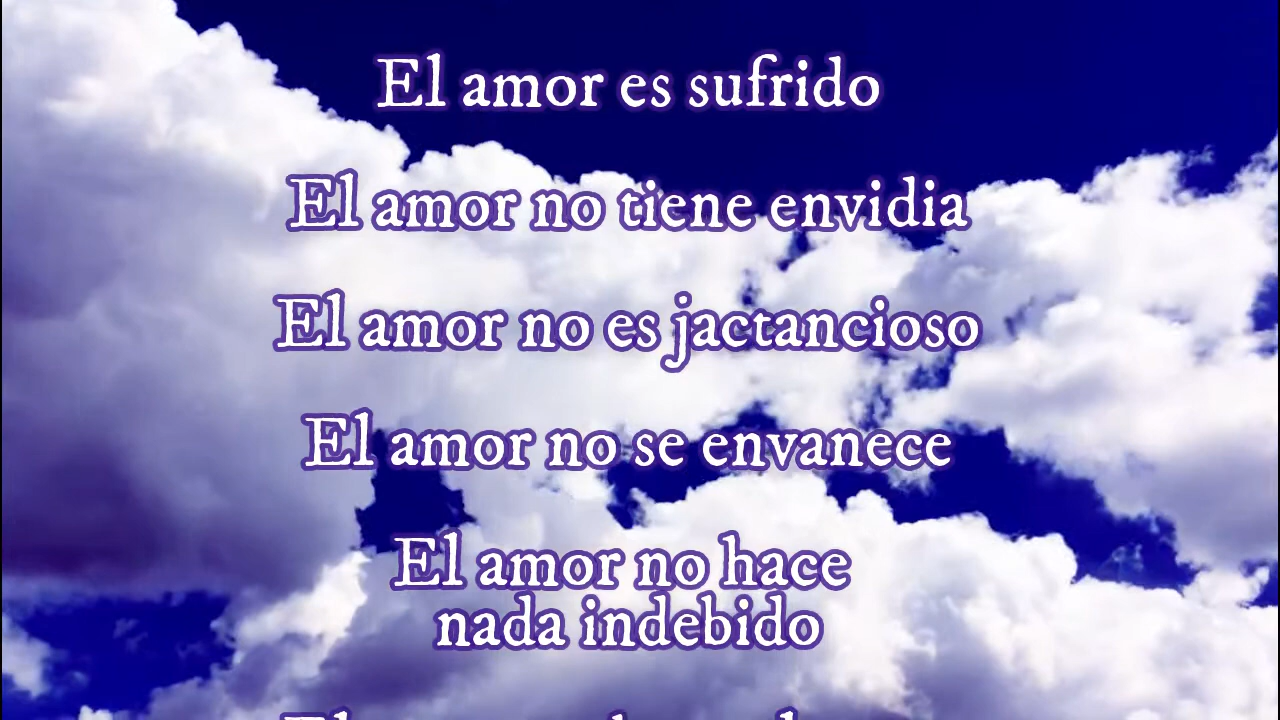 El amor es sufrido
El amor no tiene envidia
El amor no es jactancioso
El amor no se envanece
El amor no hace
nada indebido
El